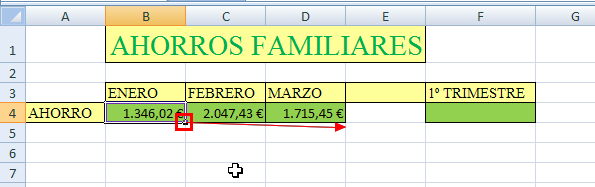 A B C D E F G
1 AHORROS FAMILIARES
2
3 ENERO FEBRERO MARZO 1º TRIMESTRE
4 AHORRO 1.346,02 € 2.047,43 € 1.715,45 €
5
6
7